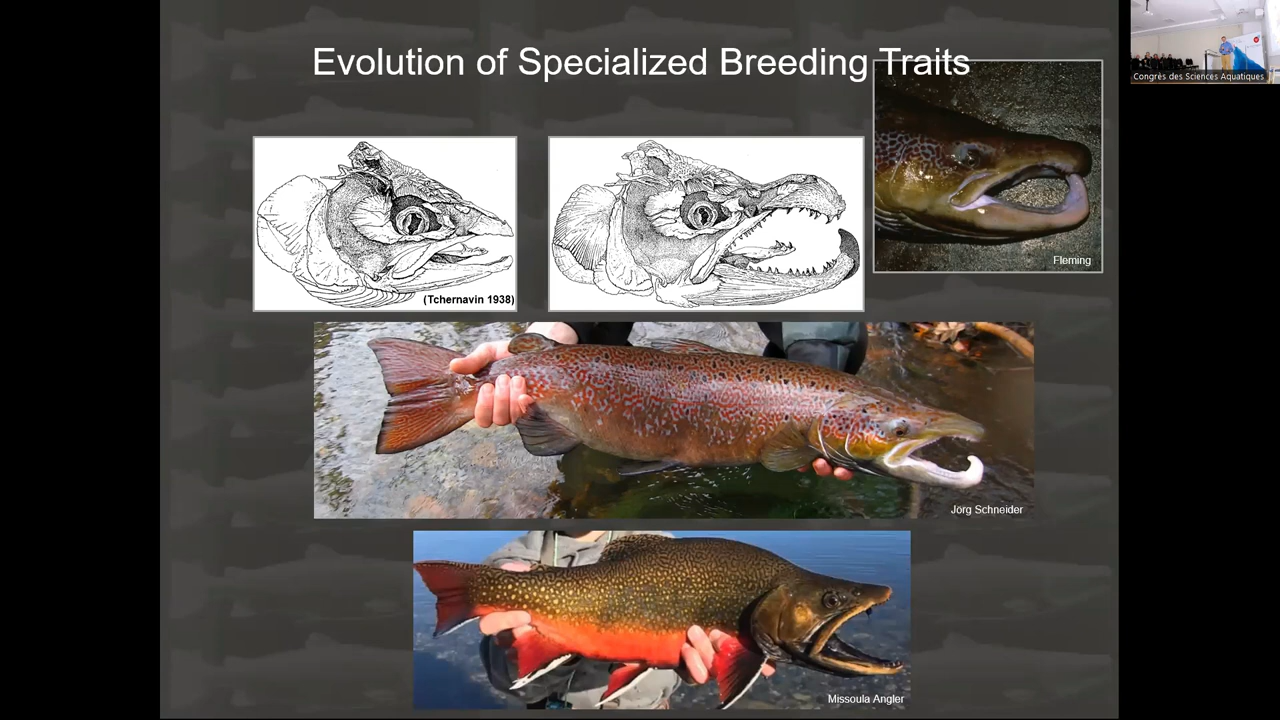 Evolution of Specialized Breeding Traits
Congrès des Sciences Aquatiques
Fleming
(Tchernavin 1938)
Jörg Schneider
Missoula Angler